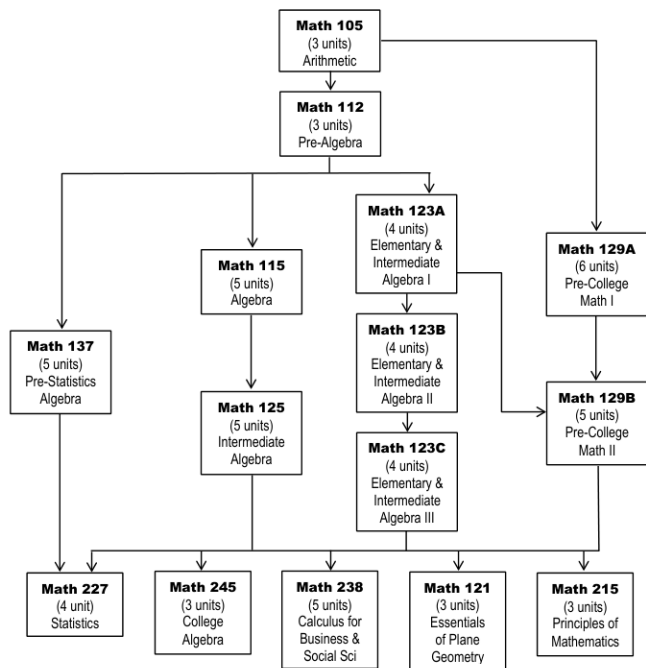 Math 105
(3 units)
Arithmetic
Math 112
(3 units)
Pre-Algebra
Math 123A
(4 units)
Elementary &
Intermediate
Algebra I
Math 115
(5 units)
Algebra
Math 129A
(6 units)
Pre-College
Math I
Math 137
(5 units)
Pre-Statistics
Algebra
Math 123B
(4 units)
Elementary &
Intermediate
Algebra II
Math 125
(5 units)
Intermediate
Algebra
Math 129B
(5 units)
Pre-College
Math II
Math 123C
(4 units)
Elementary &
Intermediate
Algebra III
Math 227
(4 unit)
Statistics
Math 245
(3 units)
College
Algebra
Math 238
(5 units)
Calculus for
Business &
Social Sci
Math 121
(3 units)
Essentials
of Plane
Geometry
Math 215
(3 units)
Principles of
Mathematics